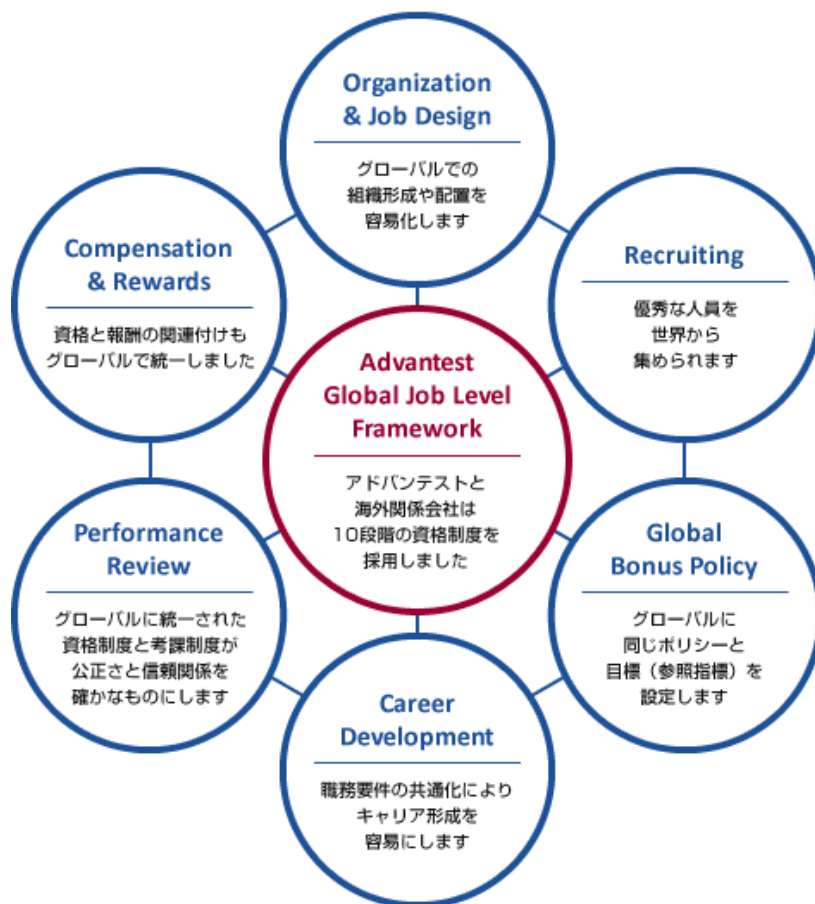 Organization
& Job Design
グローバルでの
組織形成や配置を
容易化します
Compensation
& Rewards
資格と報酬の関連付けも
グローバルで統一しました
Recruiting
優秀な人員を
世界から
集められます
Advantest
Global Job Level
Framework
アドバンテストと
海外関係会社は
10段階の資格制度を
採用しました
Performance
Review
グローバルに統一された
資格制度と考課制度が
公正さと信頼関係を
確かなものにします
Global
Bonus Policy
グローバルに
同じポリシーと
目標（参照指標）を
設定します
Career
Development
職務要件の共通化により
キャリア形成を
容易にします